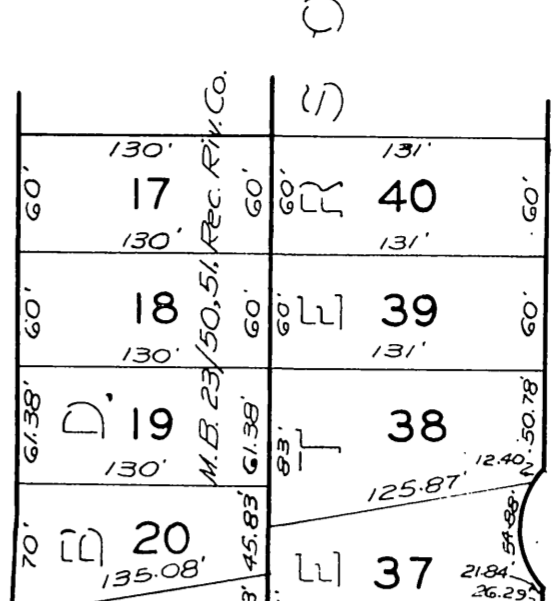 S O
130' 131'
60' 17 60' 60' R 40 60'
130' 131'
60' 18 60' 60' E 39 60'
130' 131'
61.38' D' 19 61.38' 83' T 38 50.78'
130' 12.40
125.87'
M.B. 23/50,51, Rec. Riv. Co.
70' B 20 45.83' E 37 54.88'
135.08' 21.84'
26.29'